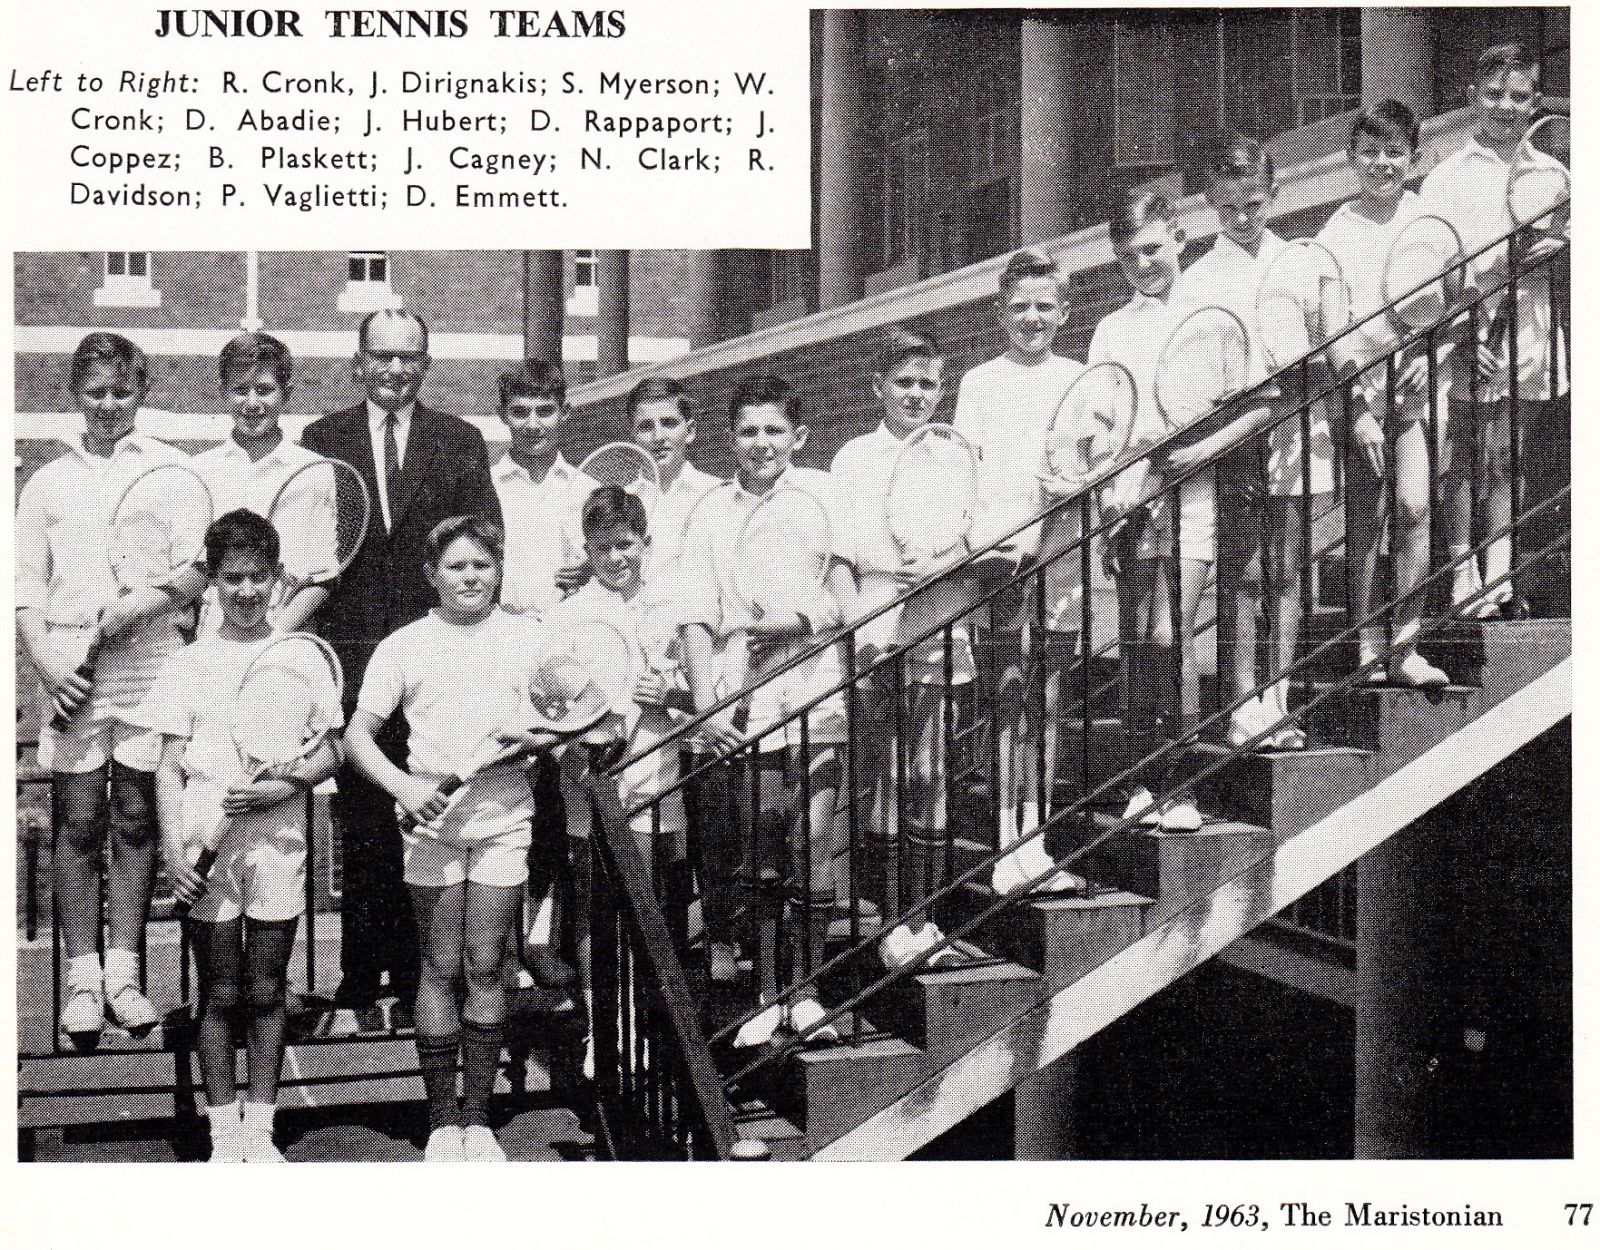 JUNIOR TENNIS TEAMS
Left to Right: R. Cronk, J. Dirignakis; S. Myerson; W.
Cronk; D. Abadie; J. Hubert; D. Rappaport; J.
Coppez; B. Plaskett; J. Cagney; N. Clark; R.
Davidson; P. Vaglietti; D. Emmett.
November, 1963, The Maristonian 77